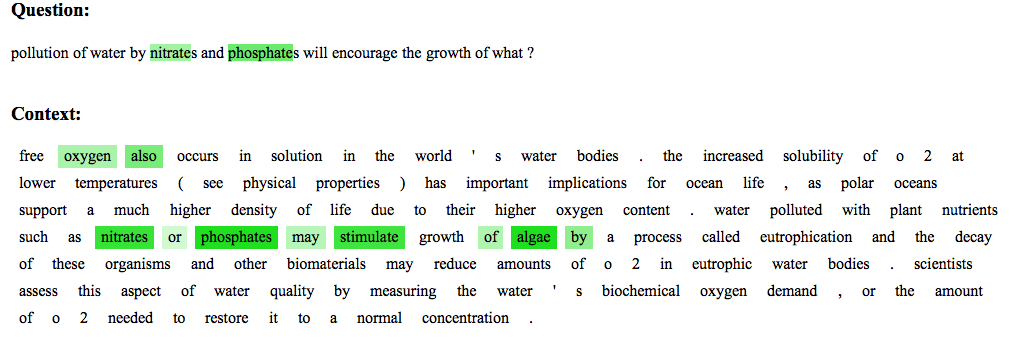 Question:
pollution of water by nitrates and phosphates will encourage the growth of what ?
Context:
free oxygen also occurs in solution in the world ' s water bodies . the increased solubility of o 2 at
lower temperatures ( see physical properties ) has important implications for ocean life , as polar oceans
support a much higher density of life due to their higher oxygen content . water polluted with plant nutrients
such as nitrates or phosphates may stimulate growth of algae by a process called eutrophication and the decay
of these organisms and other biomaterials may reduce amounts of o 2 in eutrophic water bodies . scientists
assess this aspect of water quality by measuring the water ' s biochemical oxygen demand , or the amount
of o 2 needed to restore it to a normal concentration .